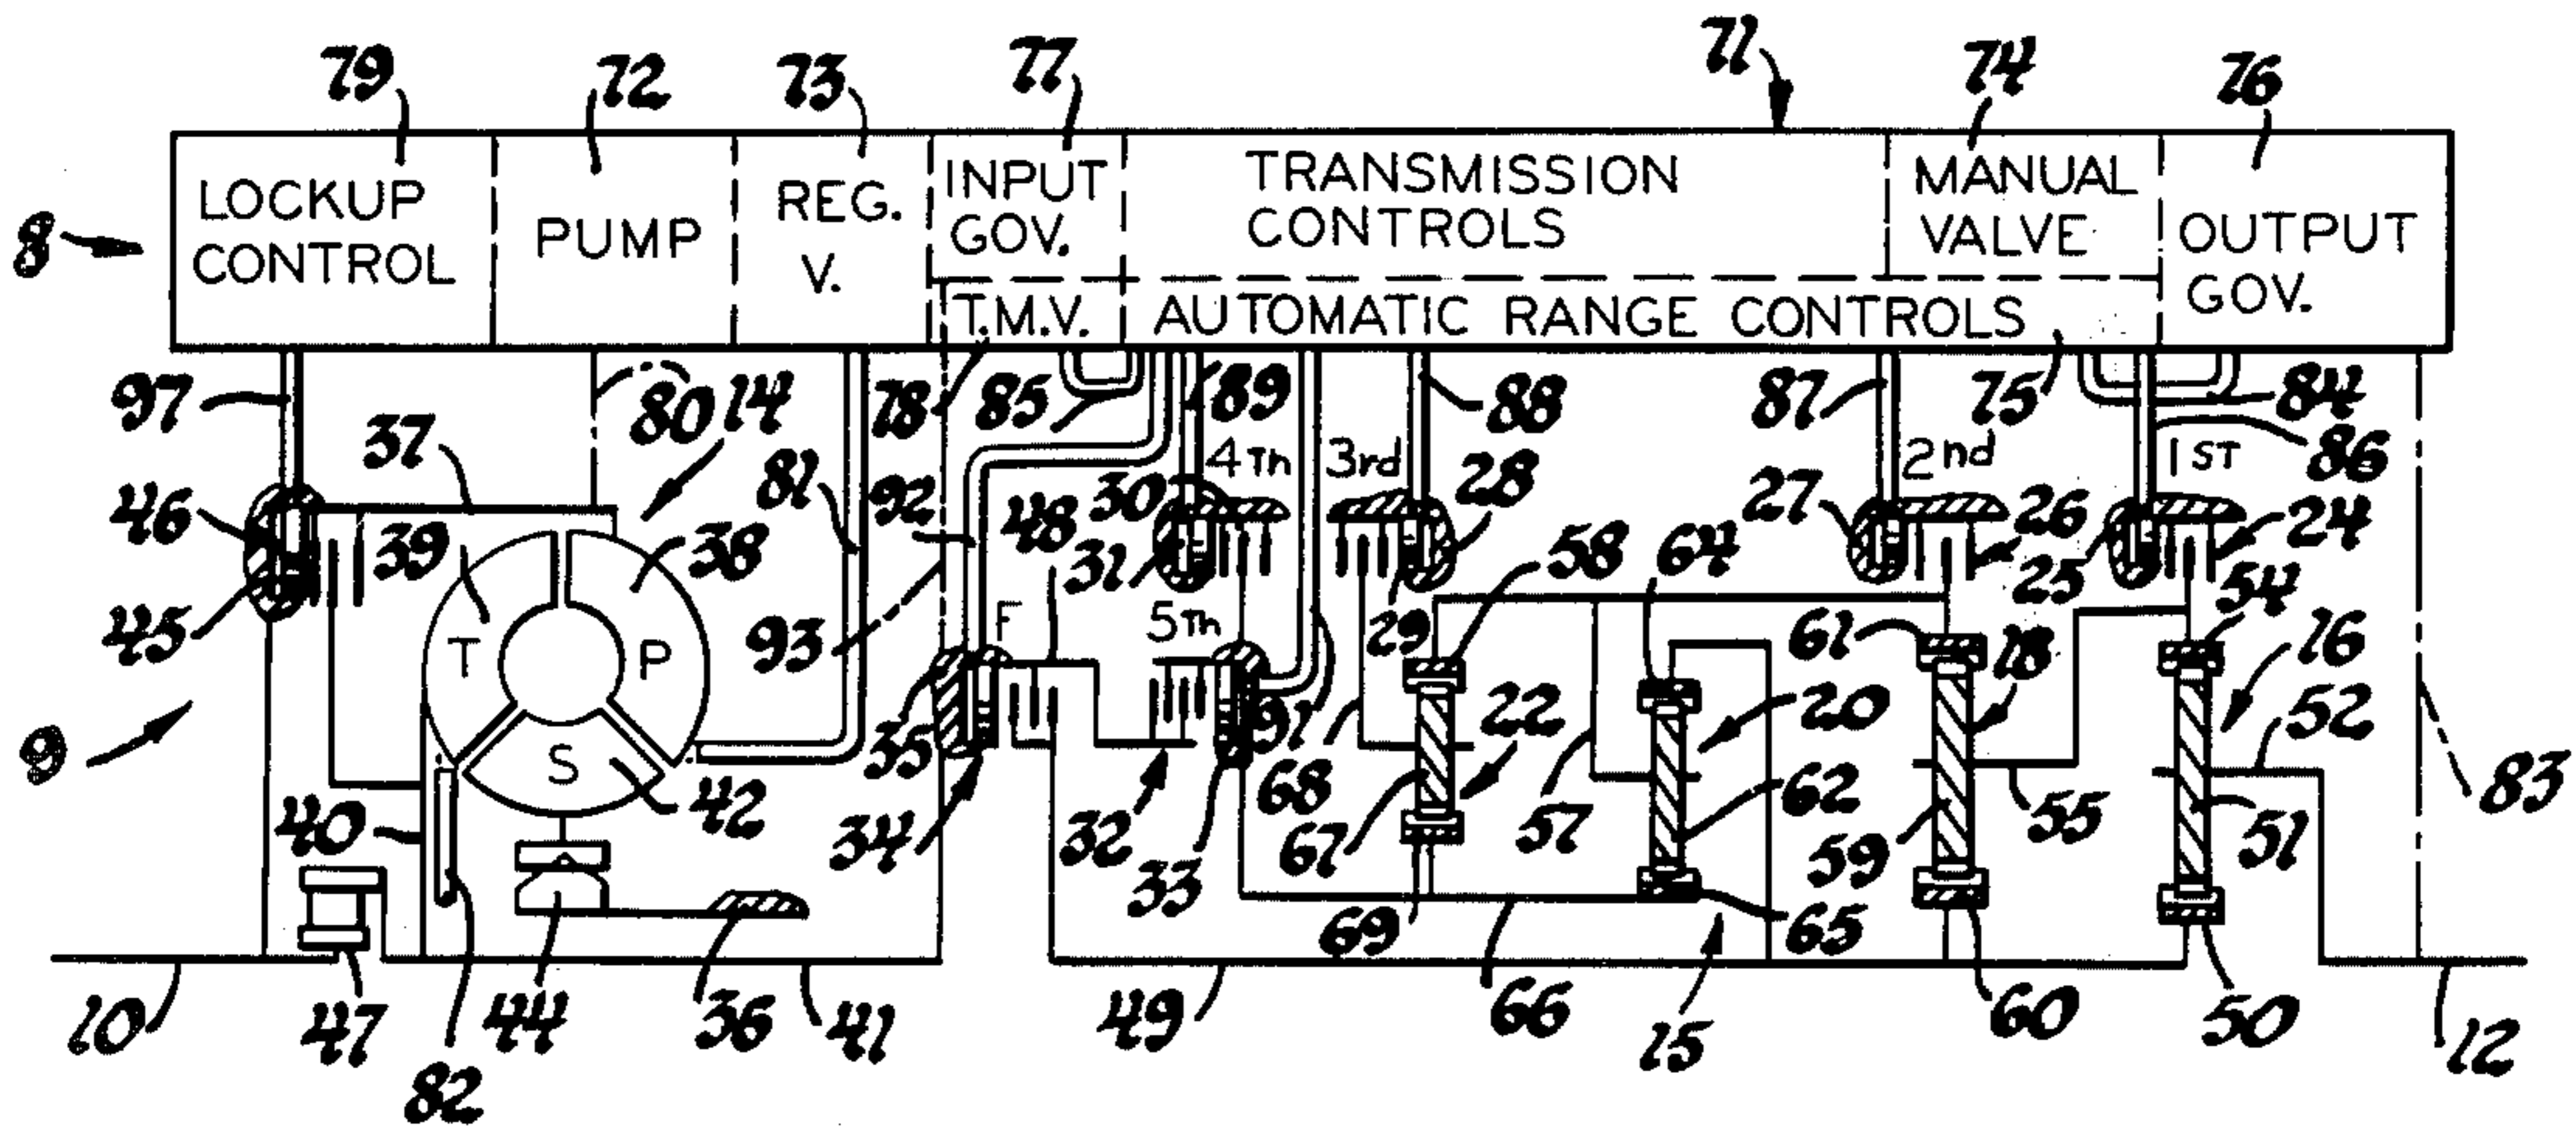 79 72 73 77 71 74 76
8
LOCKUP CONTROL
PUMP
REG. V.
INPUT GOV.
TRANSMISSION CONTROLS
MANUAL VALVE
OUTPUT GOV.
T.M.V.
AUTOMATIC RANGE CONTROLS
97 37 80 14 78 85 89 88 87 75 84
81 92 4Th 3rd 2nd 1ST 86
46 39 38 48 30 31 28 58 64 27 26 24
45 T P 93 F 5Th 29 61 18 25 54 16
9 35 91 22 20 52
S 42 68 62 83
40 34 32 33 67 57 59 55 51
69 65
10 47 82 44 36 41 49 66 15 60 50 12